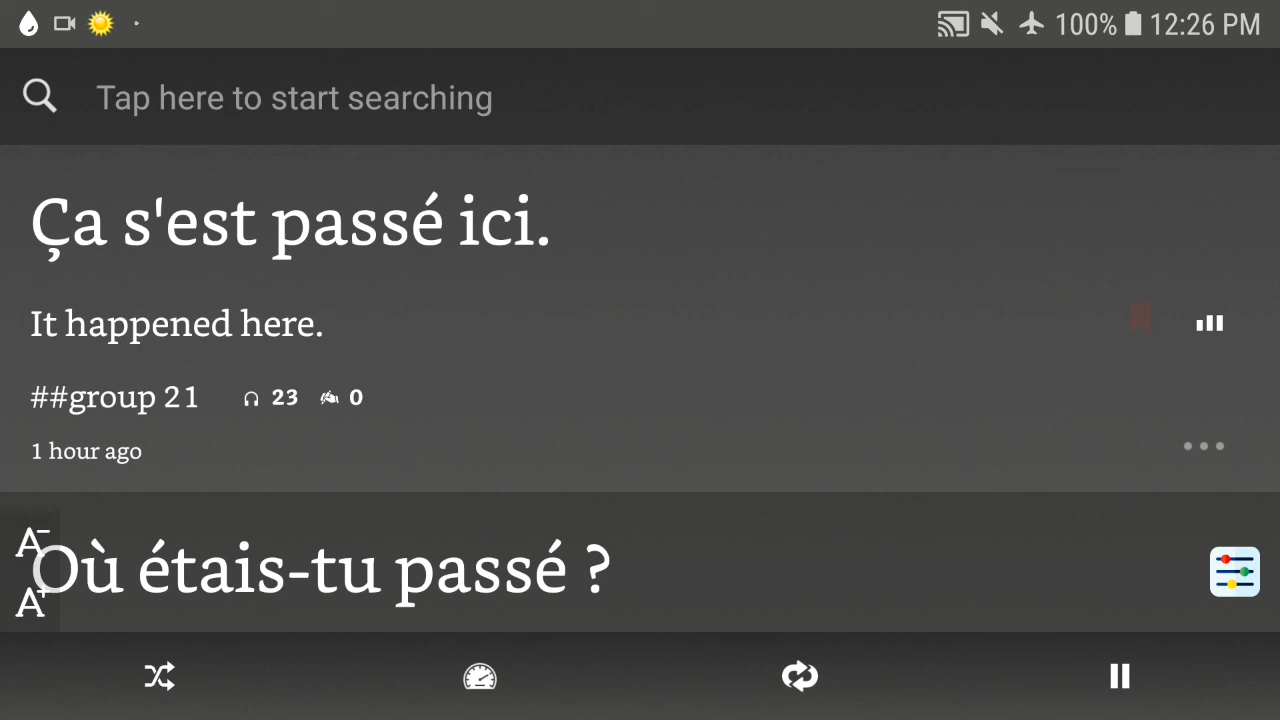 100% 12:26 PM
Tap here to start searching
Ça s'est passé ici.
It happened here.
##group 21 23 0
1 hour ago
A-
Où étais-tu passé ?
A+